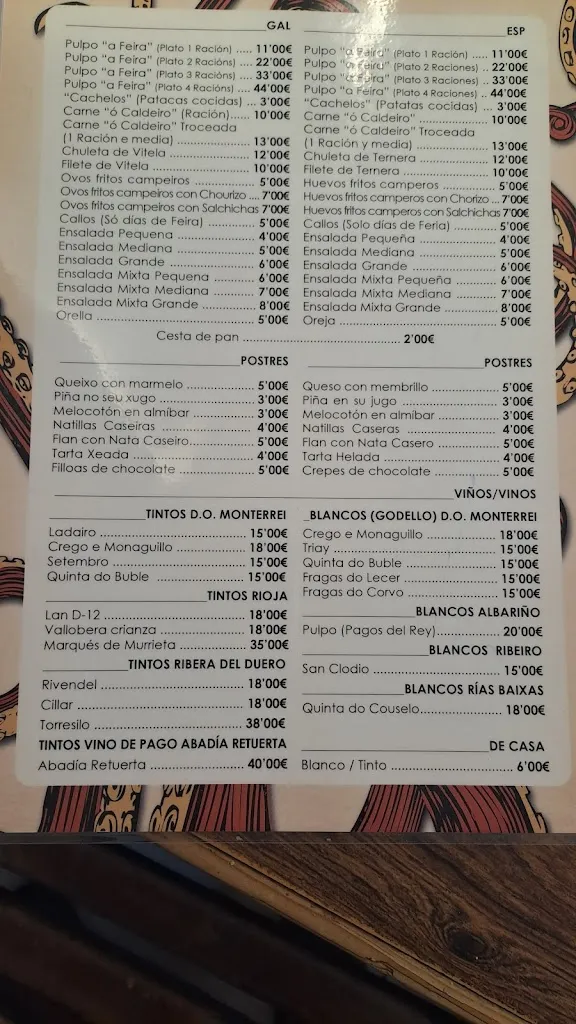 GAL
Pulpo "a Feira" (Plato 1 Ración) ..... 11'00€
Pulpo "a Feira" (Plato 2 Racións) ... 22'00€
Pulpo "a Feira" (Plato 3 Racións) ... 33'00€
Pulpo "a Feira" (Plato 4 Racións) ... 44'00€
"Cachelos" (Patacas cocidas) ... 3'00€
Carne "ó Caldeiro" (Ración)..... 10'00€
Carne "ó Caldeiro" Troceada
(1 Ración e media) ..... 13'00€
Chuleta de Vitela ..... 12'00€
Filete de Vitela ..... 10'00€
Ovos fritos campeiros ..... 5'00€
Ovos fritos campeiros con Chourizo .... 7'00€
Ovos fritos campeiros con Salchichas 7'00€
Callos (Só días de Feira) ..... 5'00€
Ensalada Pequena ..... 4'00€
Ensalada Mediana ..... 5'00€
Ensalada Grande ..... 6'00€
Ensalada Mixta Pequena ..... 6'00€
Ensalada Mixta Mediana ..... 7'00€
Ensalada Mixta Grande ..... 8'00€
Orella ..... 5'00€
ESP
Pulpo "a Feira" (Plato 1 Ración) ..... 11'00€
Pulpo "a Feira" (Plato 2 Raciones) .. 22'00€
Pulpo "a Feira" (Plato 3 Raciones) .. 33'00€
Pulpo "a Feira" (Plato 4 Raciones) .. 44'00€
"Cachelos" (Patatas cocidas) ... 3'00€
Carne "ó Caldeiro" ..... 10'00€
Carne "ó Caldeiro" Troceada
(1 Ración y media) ..... 13'00€
Chuleta de Ternera ..... 12'00€
Filete de Ternera ..... 10'00€
Huevos fritos camperos ..... 5'00€
Huevos fritos camperos con Chorizo ... 7'00€
Huevos fritos camperos con Salchichas 7'00€
Callos (Solo días de Feria) ..... 5'00€
Ensalada Pequeña ..... 4'00€
Ensalada Mediana ..... 5'00€
Ensalada Grande ..... 6'00€
Ensalada Mixta Pequeña ..... 6'00€
Ensalada Mixta Mediana ..... 7'00€
Ensalada Mixta Grande ..... 8'00€
Oreja ..... 5'00€
Cesta de pan ..... 2'00€
POSTRES
Queixo con marmelo ..... 5'00€
Piña no seu xugo ..... 3'00€
Melocotón en almíbar ..... 3'00€
Natillas Caseiras ..... 4'00€
Flan con Nata Caseiro..... 5'00€
Tarta Xeada ..... 4'00€
Filloas de chocolate ..... 5'00€
POSTRES
Queso con membrillo ..... 5'00€
Piña en su jugo ..... 3'00€
Melocotón en almíbar ..... 3'00€
Natillas Caseras ..... 4'00€
Flan con Nata Casero ..... 5'00€
Tarta Helada ..... 4'00€
Crepes de chocolate ..... 5'00€
VIÑOS/VINOS
TINTOS D.O. MONTERREI
Ladairo ..... 15'00€
Crego e Monaguillo ..... 18'00€
Setembro ..... 15'00€
Quinta do Buble ..... 15'00€
TINTOS RIOJA
Lan D-12 ..... 18'00€
Vallobera crianza ..... 18'00€
Marqués de Murrieta ..... 35'00€
TINTOS RIBERA DEL DUERO
Rivendel ..... 18'00€
Cillar ..... 18'00€
Torresilo ..... 38'00€
TINTOS VINO DE PAGO ABADÍA RETUERTA
Abadía Retuerta ..... 40'00€
BLANCOS (GODELLO) D.O. MONTERREI
Crego e Monaguillo ..... 18'00€
Triay ..... 15'00€
Quinta do Buble ..... 15'00€
Fragas do Lecer ..... 15'00€
Fragas do Corvo ..... 15'00€
BLANCOS ALBARIÑO
Pulpo (Pagos del Rey)..... 20'00€
BLANCOS RIBEIRO
San Clodio ..... 15'00€
BLANCOS RÍAS BAIXAS
Quinta do Couselo..... 18'00€
DE CASA
Blanco / Tinto ..... 6'00€